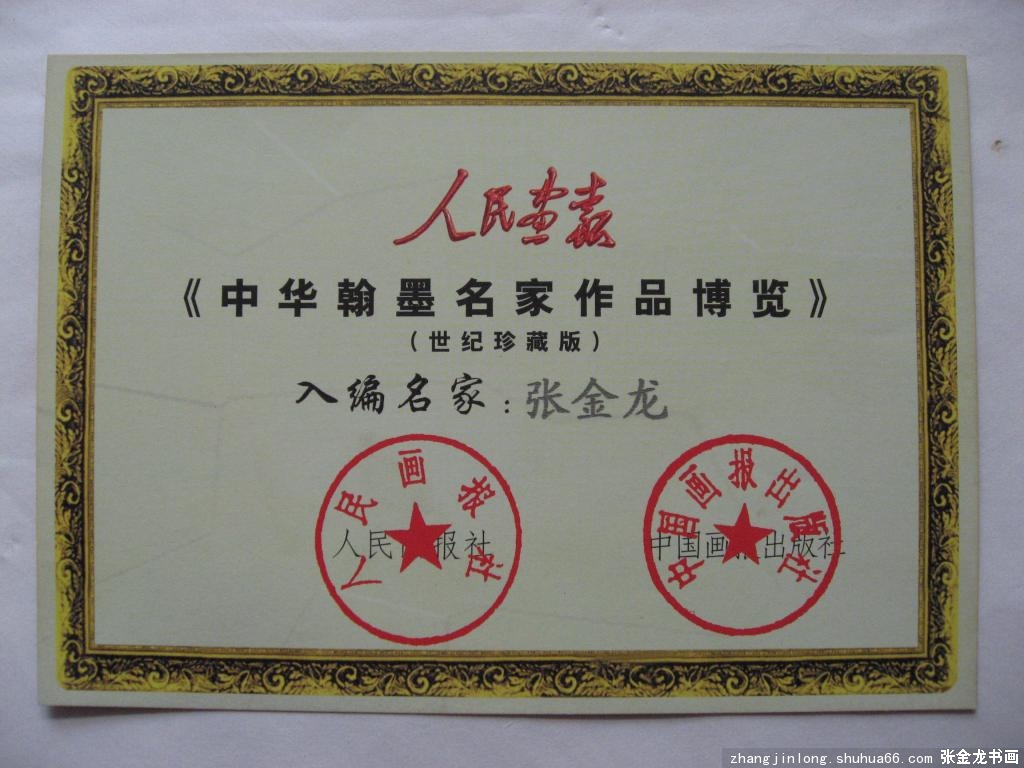 人民画报
《中华翰墨名家作品博览》
(世纪珍藏版)
入编名家:张金龙
人民画报社
人民画报社
中国画报出版社
中国画报出版社
zhangjinlong.shuhua66.com 张金龙书画